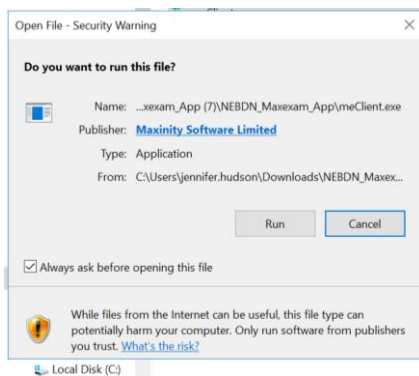 Open File - Security Warning
Do you want to run this file?
Name: ...xexam_App (7)\NEBDN_Maxexam_App\meClient.exe
Publisher: Maxinity Software Limited
Type: Application
From: C:\Users\jennifer.hudson\Downloads\NEBDN_Maxex...
Run Cancel
Always ask before opening this file
While files from the Internet can be useful, this file type can
potentially harm your computer. Only run software from publishers
you trust. What's the risk?
Local Disk (C:)